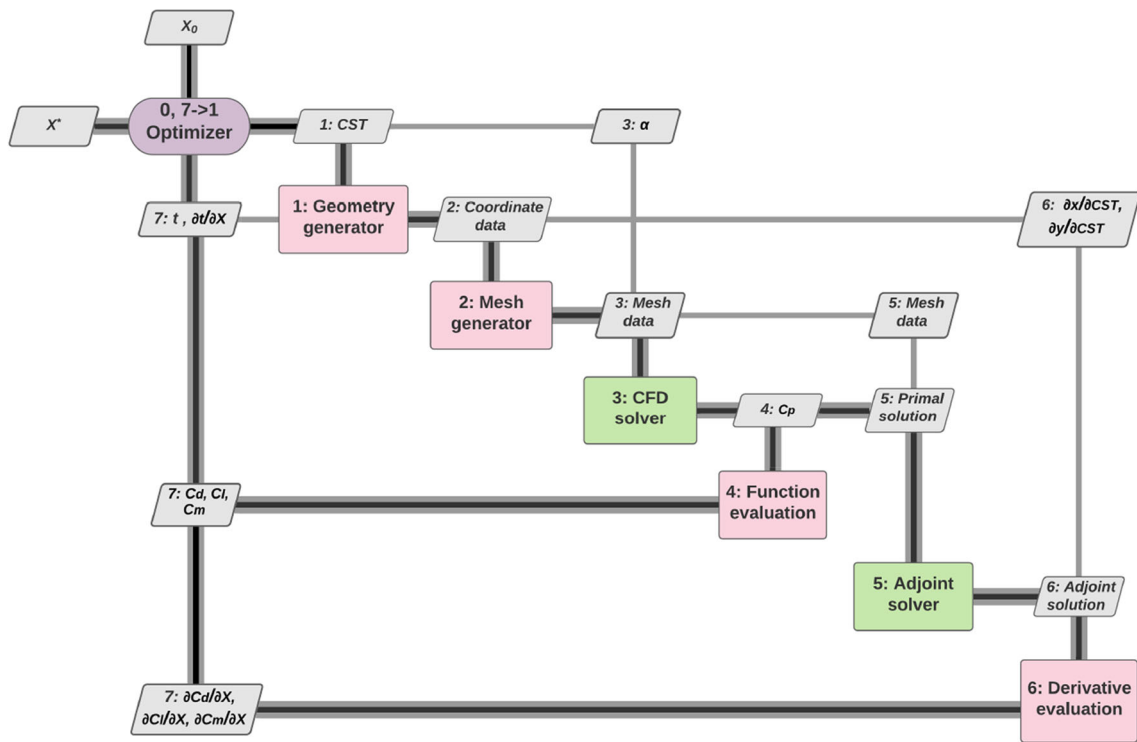 X₀
X*
0, 7->1
Optimizer
1: CST
3: α
7: t , ∂t/∂X
1: Geometry
generator
2: Coordinate
data
6: ∂x/∂CST,
∂y/∂CST
2: Mesh
generator
3: Mesh
data
5: Mesh
data
3: CFD
solver
4: Cp
5: Primal
solution
7: Cd, Cl,
Cm
4: Function
evaluation
5: Adjoint
solver
6: Adjoint
solution
7: ∂Cd/∂X,
∂Cl/∂X, ∂Cm/∂X
6: Derivative
evaluation